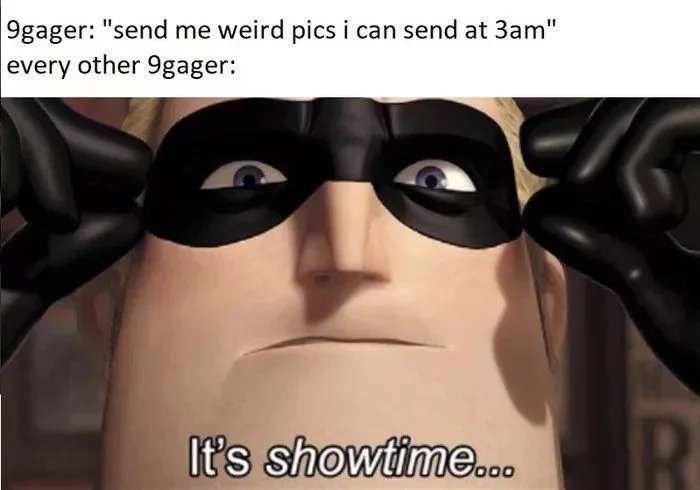 9gager: "send me weird pics i can send at 3am"
every other 9gager:
It's showtime...
R